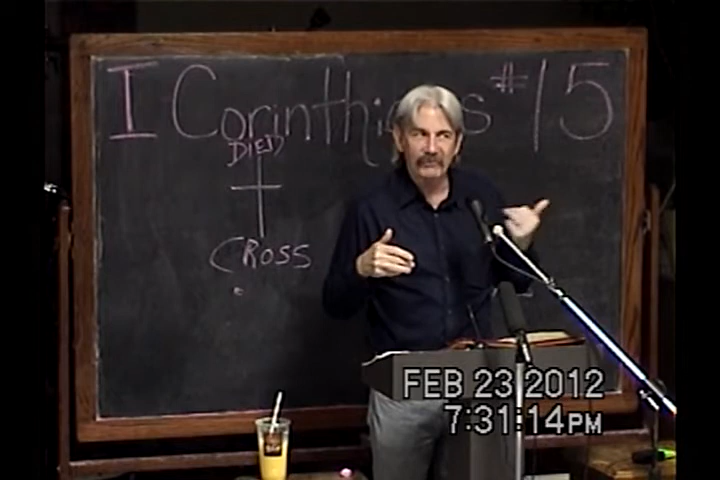 I Corinthians #15
DIED
CROSS
FEB 23 2012
7:31:14PM